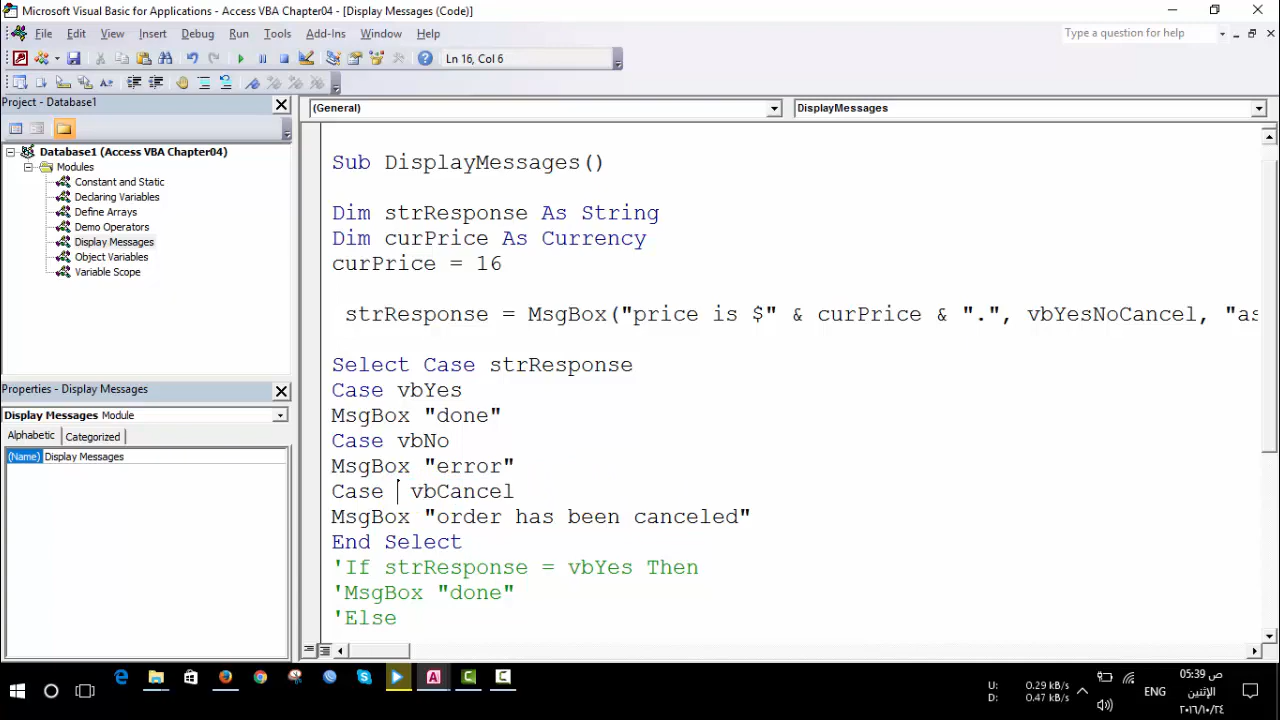 Microsoft Visual Basic for Applications - Access VBA Chapter04 - [Display Messages (Code)]
File Edit View Insert Debug Run Tools Add-Ins Window Help
Type a question for help
Ln 16, Col 6
Project - Database1
(General)
DisplayMessages
Database1 (Access VBA Chapter04)
Modules
Constant and Static
Declaring Variables
Define Arrays
Demo Operators
Display Messages
Object Variables
Variable Scope
Properties - Display Messages
Display Messages Module
Alphabetic Categorized
(Name) Display Messages
Sub DisplayMessages()
Dim strResponse As String
Dim curPrice As Currency
curPrice = 16
strResponse = MsgBox("price is $" & curPrice & ".", vbYesNoCancel, "as
Select Case strResponse
Case vbYes
MsgBox "done"
Case vbNo
MsgBox "error"
Case vbCancel
MsgBox "order has been canceled"
End Select
'If strResponse = vbYes Then
'MsgBox "done"
'Else
U: 0.29 kB/s
D: 0.47 kB/s
ENG
05:39 ص
الإثنين
٢٠١٦/١٠/٢٤